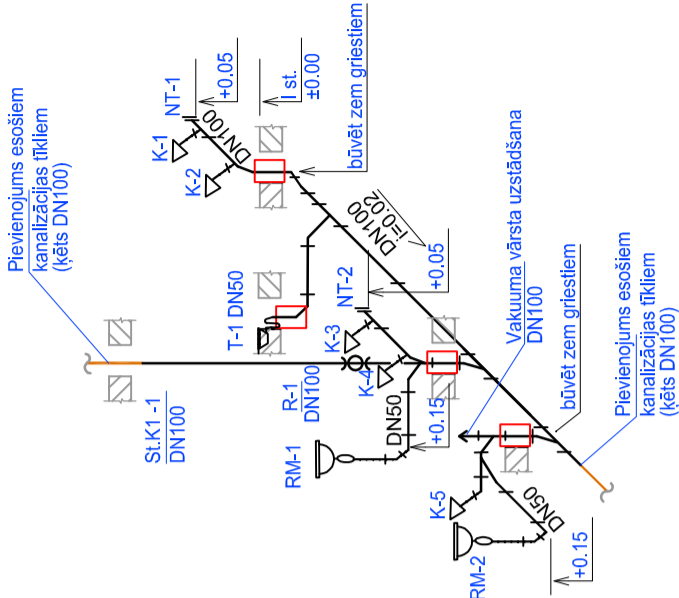 Pievienojums esošiem
kanalizācijas tīkliem
(ķēts DN100)
St.K1 -1
DN100
T-1 DN50
R-1
DN100
RM-1
DN50
+0.15
K-1
K-2
NT-1
DN100
+0.05
I st.
±0.00
būvēt zem griestiem
DN100
i=0.02
NT-2
+0.05
K-3
K-4
Vakuuma vārsta uzstādšana
DN100
K-5
RM-2
DN50
+0.15
būvēt zem griestiem
Pievienojums esošiem
kanalizācijas tīkliem
(ķēts DN100)